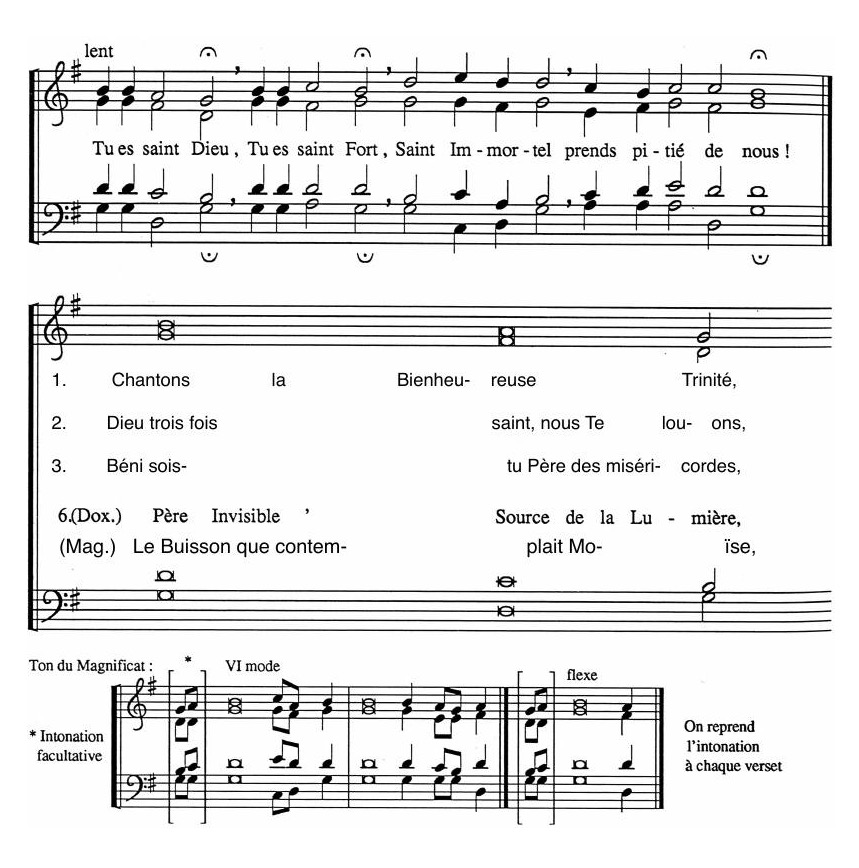 lent
Tu es saint Dieu, Tu es saint Fort, Saint Im-mor-tel prends pi-tié de nous !
1. Chantons la Bienheu- reuse Trinité,
2. Dieu trois fois saint, nous Te lou- ons,
3. Béni sois- tu Père des miséri- cordes,
6.(Dox.) Père Invisible ' Source de la Lu - mière,
(Mag.) Le Buisson que contem- plait Mo- ïse,
Ton du Magnificat : * VI mode flexe
* Intonation
facultative
On reprend
l'intonation
à chaque verset